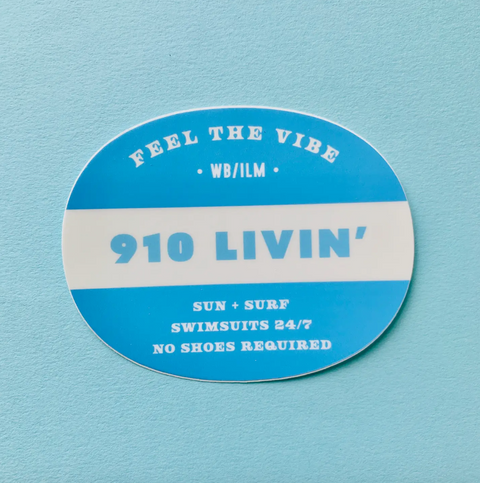 FEEL THE VIBE
• WB/ILM •
910 LIVIN'
SUN + SURF
SWIMSUITS 24/7
NO SHOES REQUIRED